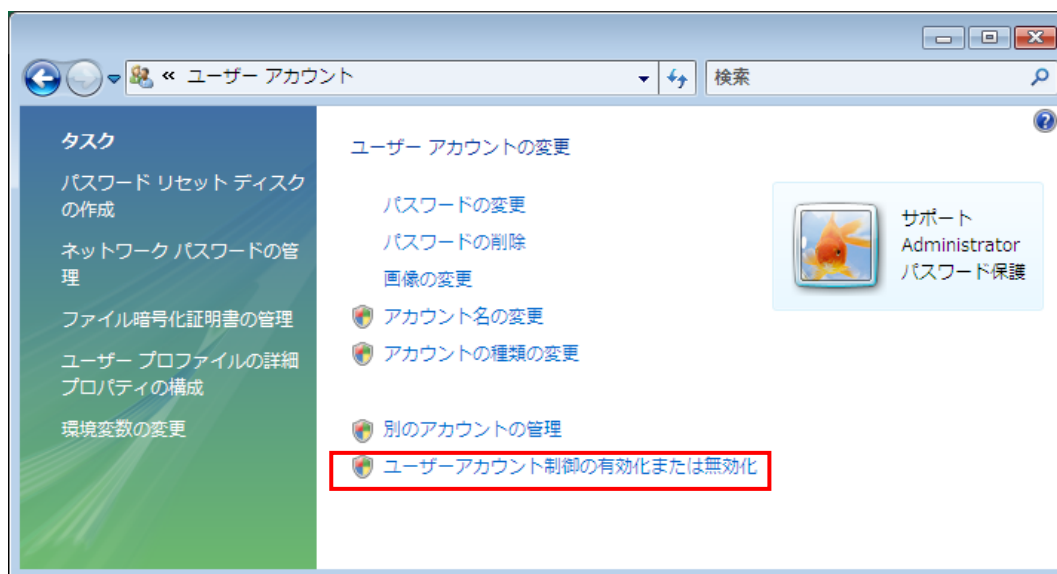 « ユーザー アカウント
検索
タスク
パスワード リセット ディスク
の作成
ネットワーク パスワードの管
理
ファイル暗号化証明書の管理
ユーザー プロファイルの詳細
プロパティの構成
環境変数の変更
ユーザー アカウントの変更
パスワードの変更
パスワードの削除
画像の変更
アカウント名の変更
アカウントの種類の変更
別のアカウントの管理
ユーザーアカウント制御の有効化または無効化
サポート
Administrator
パスワード保護